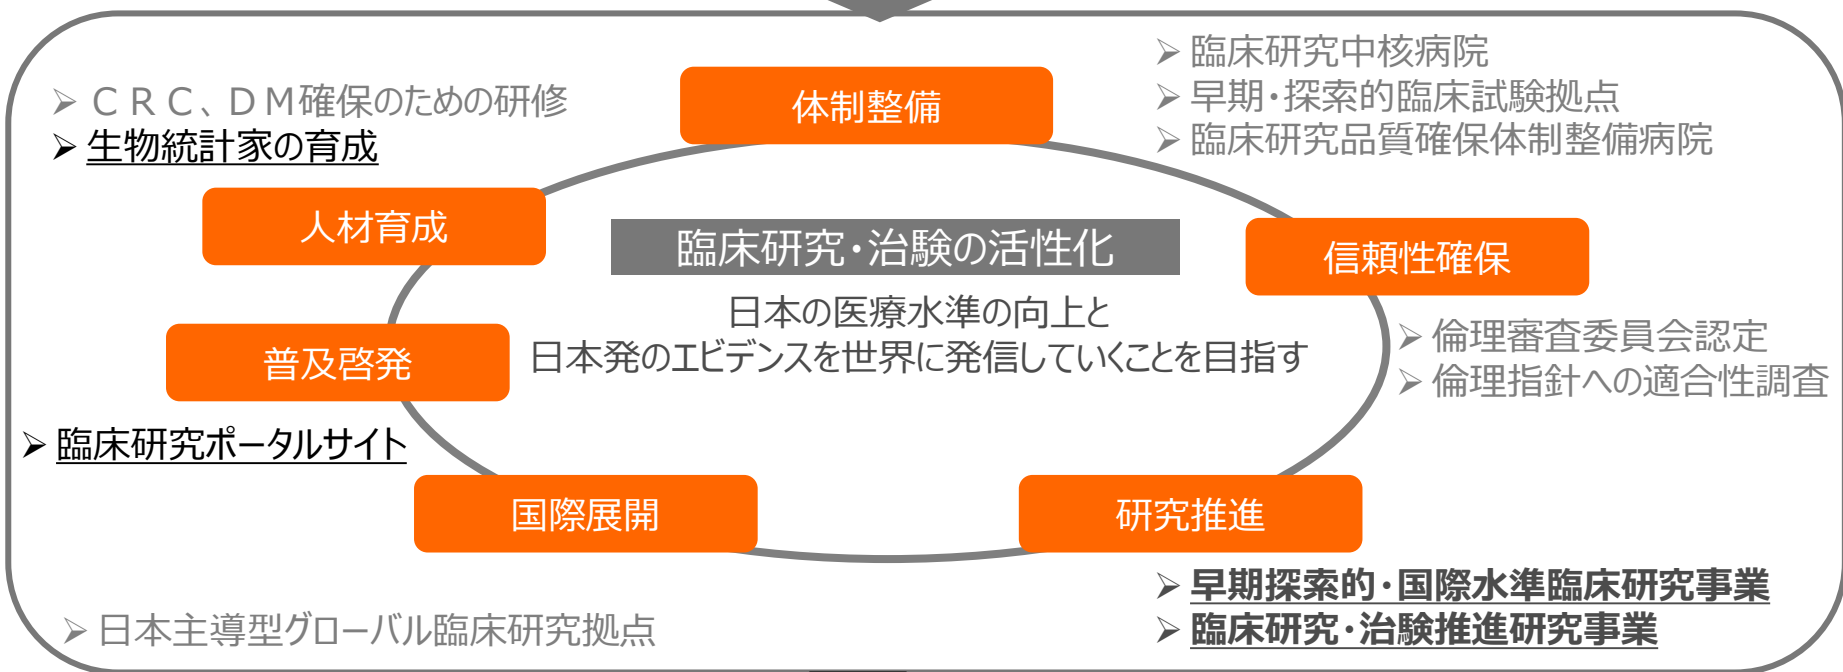 体制整備
➢ 臨床研究中核病院
➢ 早期・探索的臨床試験拠点
➢ 臨床研究品質確保体制整備病院
➢ ＣＲＣ、ＤＭ確保のための研修
➢ 生物統計家の育成
人材育成
臨床研究・治験の活性化
日本の医療水準の向上と
日本発のエビデンスを世界に発信していくことを目指す
信頼性確保
➢ 倫理審査委員会認定
➢ 倫理指針への適合性調査
普及啓発
➢ 臨床研究ポータルサイト
国際展開
➢ 日本主導型グローバル臨床研究拠点
研究推進
➢ 早期探索的・国際水準臨床研究事業
➢ 臨床研究・治験推進研究事業